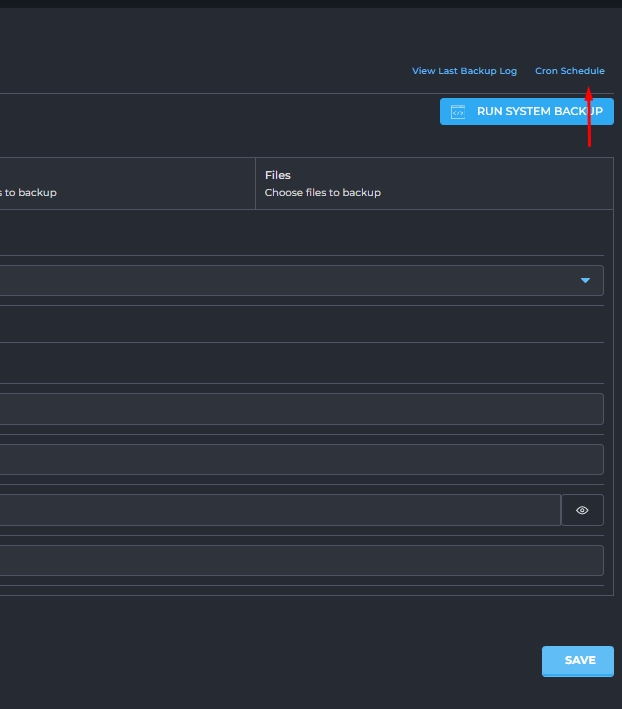 View Last Backup Log Cron Schedule
RUN SYSTEM BACKUP
Files
s to backup
Choose files to backup
SAVE